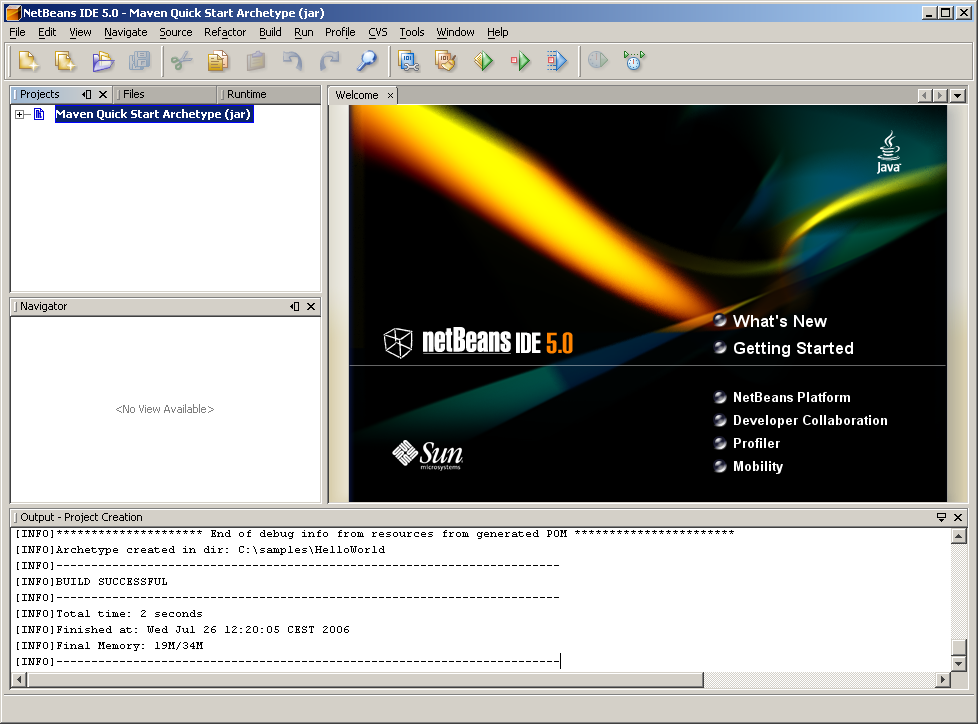 NetBeans IDE 5.0 - Maven Quick Start Archetype (jar)
File Edit View Navigate Source Refactor Build Run Profile CVS Tools Window Help
Projects Files Runtime
Welcome
Maven Quick Start Archetype (jar)
Java
What's New
netBeans IDE 5.0
Getting Started
Navigator
<No View Available>
NetBeans Platform
Developer Collaboration
Profiler
Sun
microsystems
Mobility
Output - Project Creation
[INFO]********************* End of debug info from resources from generated POM ***********************
[INFO]Archetype created in dir: C:\samples\HelloWorld
[INFO]------------------------------------------------------------------------
[INFO]BUILD SUCCESSFUL
[INFO]------------------------------------------------------------------------
[INFO]Total time: 2 seconds
[INFO]Finished at: Wed Jul 26 12:20:05 CEST 2006
[INFO]Final Memory: 19M/34M
[INFO]------------------------------------------------------------------------